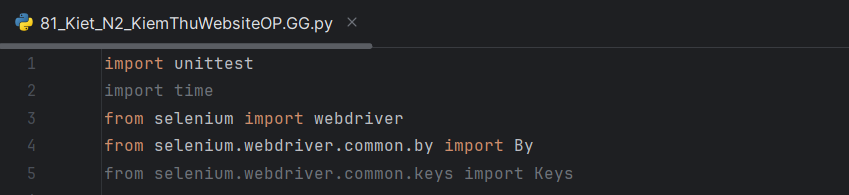 81_Kiet_N2_KiemThuWebsiteOP.GG.py
1 import unittest
2 import time
3 from selenium import webdriver
4 from selenium.webdriver.common.by import By
5 from selenium.webdriver.common.keys import Keys